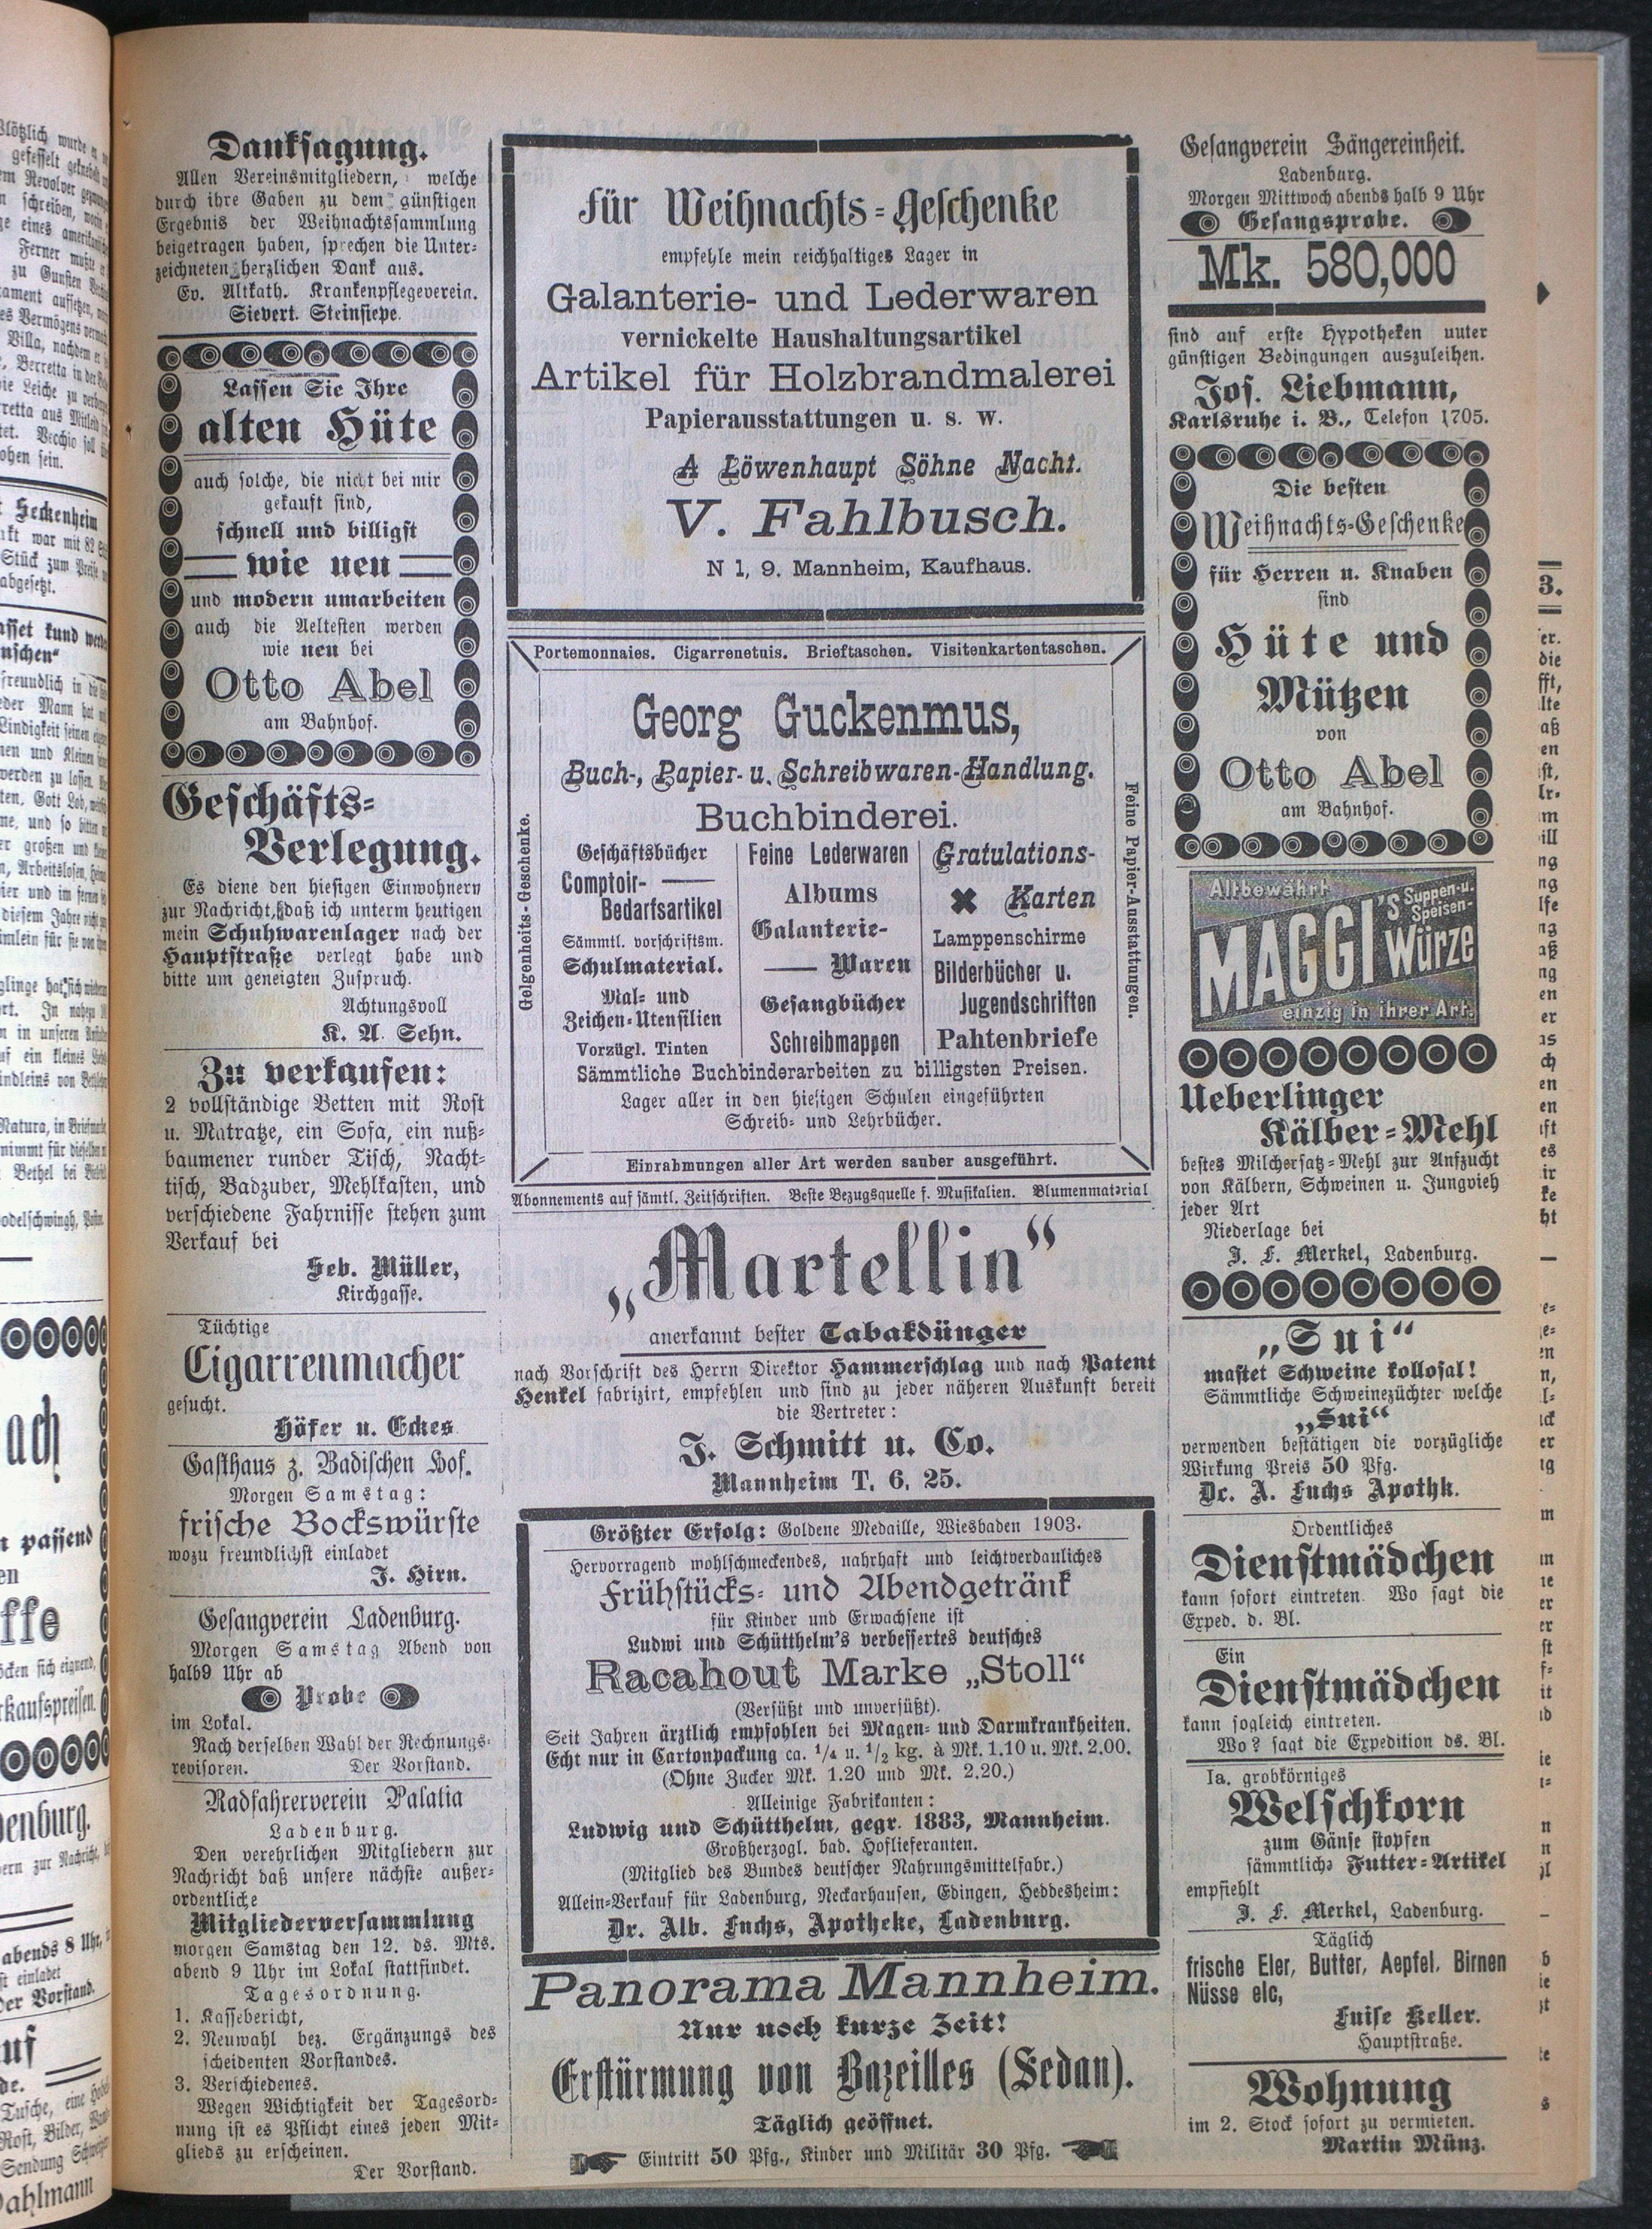 Danksagung.
Allen Vereinsmitgliedern, welche
durch ihre Gaben zu dem günstigen
Ergebnis der Weihnachtssammlung
beigetragen haben, sprechen die Unter-
zeichneten herzlichen Dank aus.
Ev. Altkath. Krankenpflegeverein.
Sievert. Steinsiepe.
Lassen Sie Ihre
alten Hüte
auch solche, die nicht bei mir
gekauft sind,
schnell und billigst
wie neu
und modern umarbeiten
auch die Aeltesten werden
wie neu bei
Otto Abel
am Bahnhof.
Geschäfts-
Verlegung.
Es diene den hiesigen Einwohnern
zur Nachricht, daß ich unterm heutigen
mein Schuhwarenlager nach der
Hauptstraße verlegt habe und
bitte um geneigten Zuspruch.
Achtungsvoll
K. A. Sehn.
Zu verkaufen:
2 vollständige Betten mit Rost
u. Matratze, ein Sofa, ein nuß-
baumener runder Tisch, Nacht-
tisch, Badzuber, Mehlkasten, und
verschiedene Fahrnisse stehen zum
Verkauf bei
Seb. Müller,
Kirchgasse.
Tüchtige
Cigarrenmacher
gesucht.
Höfer u. Eckes
Gasthaus z. Badischen Hof.
Morgen Samstag:
frische Bockswürste
wozu freundlichst einladet
J. Hirn.
Gesangverein Ladenburg.
Morgen Samstag Abend von
halb9 Uhr ab
Probe
im Lokal.
Nach derselben Wahl der Rechnungs-
revisoren. Der Vorstand.
Radfahrerverein Palatia
Ladenburg.
Den verehrlichen Mitgliedern zur
Nachricht daß unsere nächste außer-
ordentliche
Mitgliederversammlung
morgen Samstag den 12. ds. Mts.
abend 9 Uhr im Lokal stattfindet.
Tagesordnung.
1. Kassebericht,
2. Neuwahl bez. Ergänzungs des
scheidenten Vorstandes.
3. Verschiedenes.
Wegen Wichtigkeit der Tagesord-
nung ist es Pflicht eines jeden Mit-
glieds zu erscheinen.
Der Vorstand.
Für Weihnachts-Geschenke
empfehle mein reichhaltiges Lager in
Galanterie- und Lederwaren
vernickelte Haushaltungsartikel
Artikel für Holzbrandmalerei
Papierausstattungen u. s. w.
A Löwenhaupt Söhne Nachf.
V. Fahlbusch.
N 1, 9. Mannheim, Kaufhaus.
Portemonnaies. Cigarrenetuis. Brieftaschen. Visitenkartentaschen.
Georg Guckenmus,
Buch-, Papier- u. Schreibwaren-Handlung.
Buchbinderei.
Gelgenheits-Geschenke.
Geschäftsbücher
Comptoir-
Bedarfsartikel
Sämmtl. vorschriftsm.
Schulmaterial.
Mal- und
Zeichen-Utensilien
Vorzügl. Tinten
Feine Lederwaren
Albums
Galanterie-
Waren
Gesangbücher
Schreibmappen
Gratulations-
Karten
Lamppenschirme
Bilderbücher u.
Jugendschriften
Pahtenbriefe
Feine Papier-Ausstattungen.
Sämmtliche Buchbinderarbeiten zu billigsten Preisen.
Lager aller in den hiesigen Schulen eingeführten
Schreib- und Lehrbücher.
Einrahmungen aller Art werden sauber ausgeführt.
Abonnements auf sämtl. Zeitschriften. Beste Bezugsquelle f. Musikalien. Blumenmaterial
„Martellin“
anerkannt bester Tabakdünger
nach Vorschrift des Herrn Direktor Hammerschlag und nach Patent
Henkel fabrizirt, empfehlen und sind zu jeder näheren Auskunft bereit
die Vertreter:
J. Schmitt u. Co.
Mannheim T. 6. 25.
Größter Erfolg: Goldene Medaille, Wiesbaden 1903.
Hervorragend wohlschmeckendes, nahrhaft und leichtverdauliches
Frühstücks- und Abendgetränk
für Kinder und Erwachsene ist
Ludwi und Schütthelm's verbessertes deutsches
Racahout Marke „Stoll“
(Versüßt und unversüßt).
Seit Jahren ärztlich empfohlen bei Magen- und Darmkrankheiten.
Echt nur in Cartonpackung ca. 1/4 u. 1/2 kg. à Mk. 1.10 u. Mk. 2.00.
(Ohne Zucker Mk. 1.20 und Mk. 2.20.)
Alleinige Fabrikanten:
Ludwig und Schütthelm, gegr. 1883, Mannheim.
Großherzogl. bad. Hoflieferanten.
(Mitglied des Bundes deutscher Nahrungsmittelfabr.)
Allein-Verkauf für Ladenburg, Neckarhausen, Edingen, Heddesheim:
Dr. Alb. Fuchs, Apotheke, Ladenburg.
Panorama Mannheim.
Nur noch kurze Zeit!
Erstürmung von Bazeilles (Sedan).
Täglich geöffnet.
Eintritt 50 Pfg., Kinder und Militär 30 Pfg.
Gesangverein Sängereinheit.
Ladenburg.
Morgen Mittwoch abends halb 9 Uhr
Gesangsprobe.
Mk. 580,000
sind auf erste Hypotheken unter
günstigen Bedingungen auszuleihen.
Jos. Liebmann,
Karlsruhe i. B., Telefon 1705.
Die besten
Weihnachts-Geschenke
für Herren u. Knaben
sind
Hüte und
Mützen
von
Otto Abel
am Bahnhof.
Altbewährt
MAGGI's Suppen-u.
Speisen-
Würze
einzig in ihrer Art.
Ueberlinger
Kälber-Mehl
bestes Milchersatz-Mehl zur Aufzucht
von Kälbern, Schweinen u. Jungvieh
jeder Art
Niederlage bei
J. F. Merkel, Ladenburg.
„Sui“
mastet Schweine kollosal!
Sämmtliche Schweinezüchter welche
„Sui“
verwenden bestätigen die vorzügliche
Wirkung Preis 50 Pfg.
Dr. A. Fuchs Apothk.
Ordentliches
Dienstmädchen
kann sofort eintreten. Wo sagt die
Exped. d. Bl.
Ein
Dienstmädchen
kann sogleich eintreten.
Wo? sagt die Expedition ds. Bl.
Ia. grobkörniges
Welschkorn
zum Gänse stopfen
sämmtliche Futter-Artikel
empfiehlt
J. F. Merkel, Ladenburg.
Täglich
frische Eier, Butter, Aepfel, Birnen
Nüsse etc,
Luise Keller.
Hauptstraße.
Wohnung
im 2. Stock sofort zu vermieten.
Martin Münz.